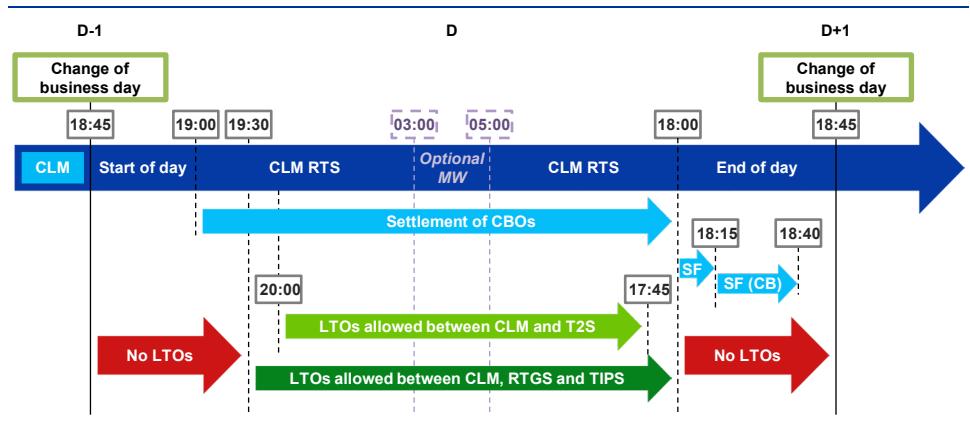 D-1
D
D+1
Change of
business day
Change of
business day
18:45
19:00
19:30
03:00
05:00
18:00
18:45
CLM
Start of day
CLM RTS
Optional
MW
CLM RTS
End of day
Settlement of CBOs
18:15
18:40
SF
SF (CB)
20:00
17:45
LTOs allowed between CLM and T2S
No LTOs
No LTOs
LTOs allowed between CLM, RTGS and TIPS